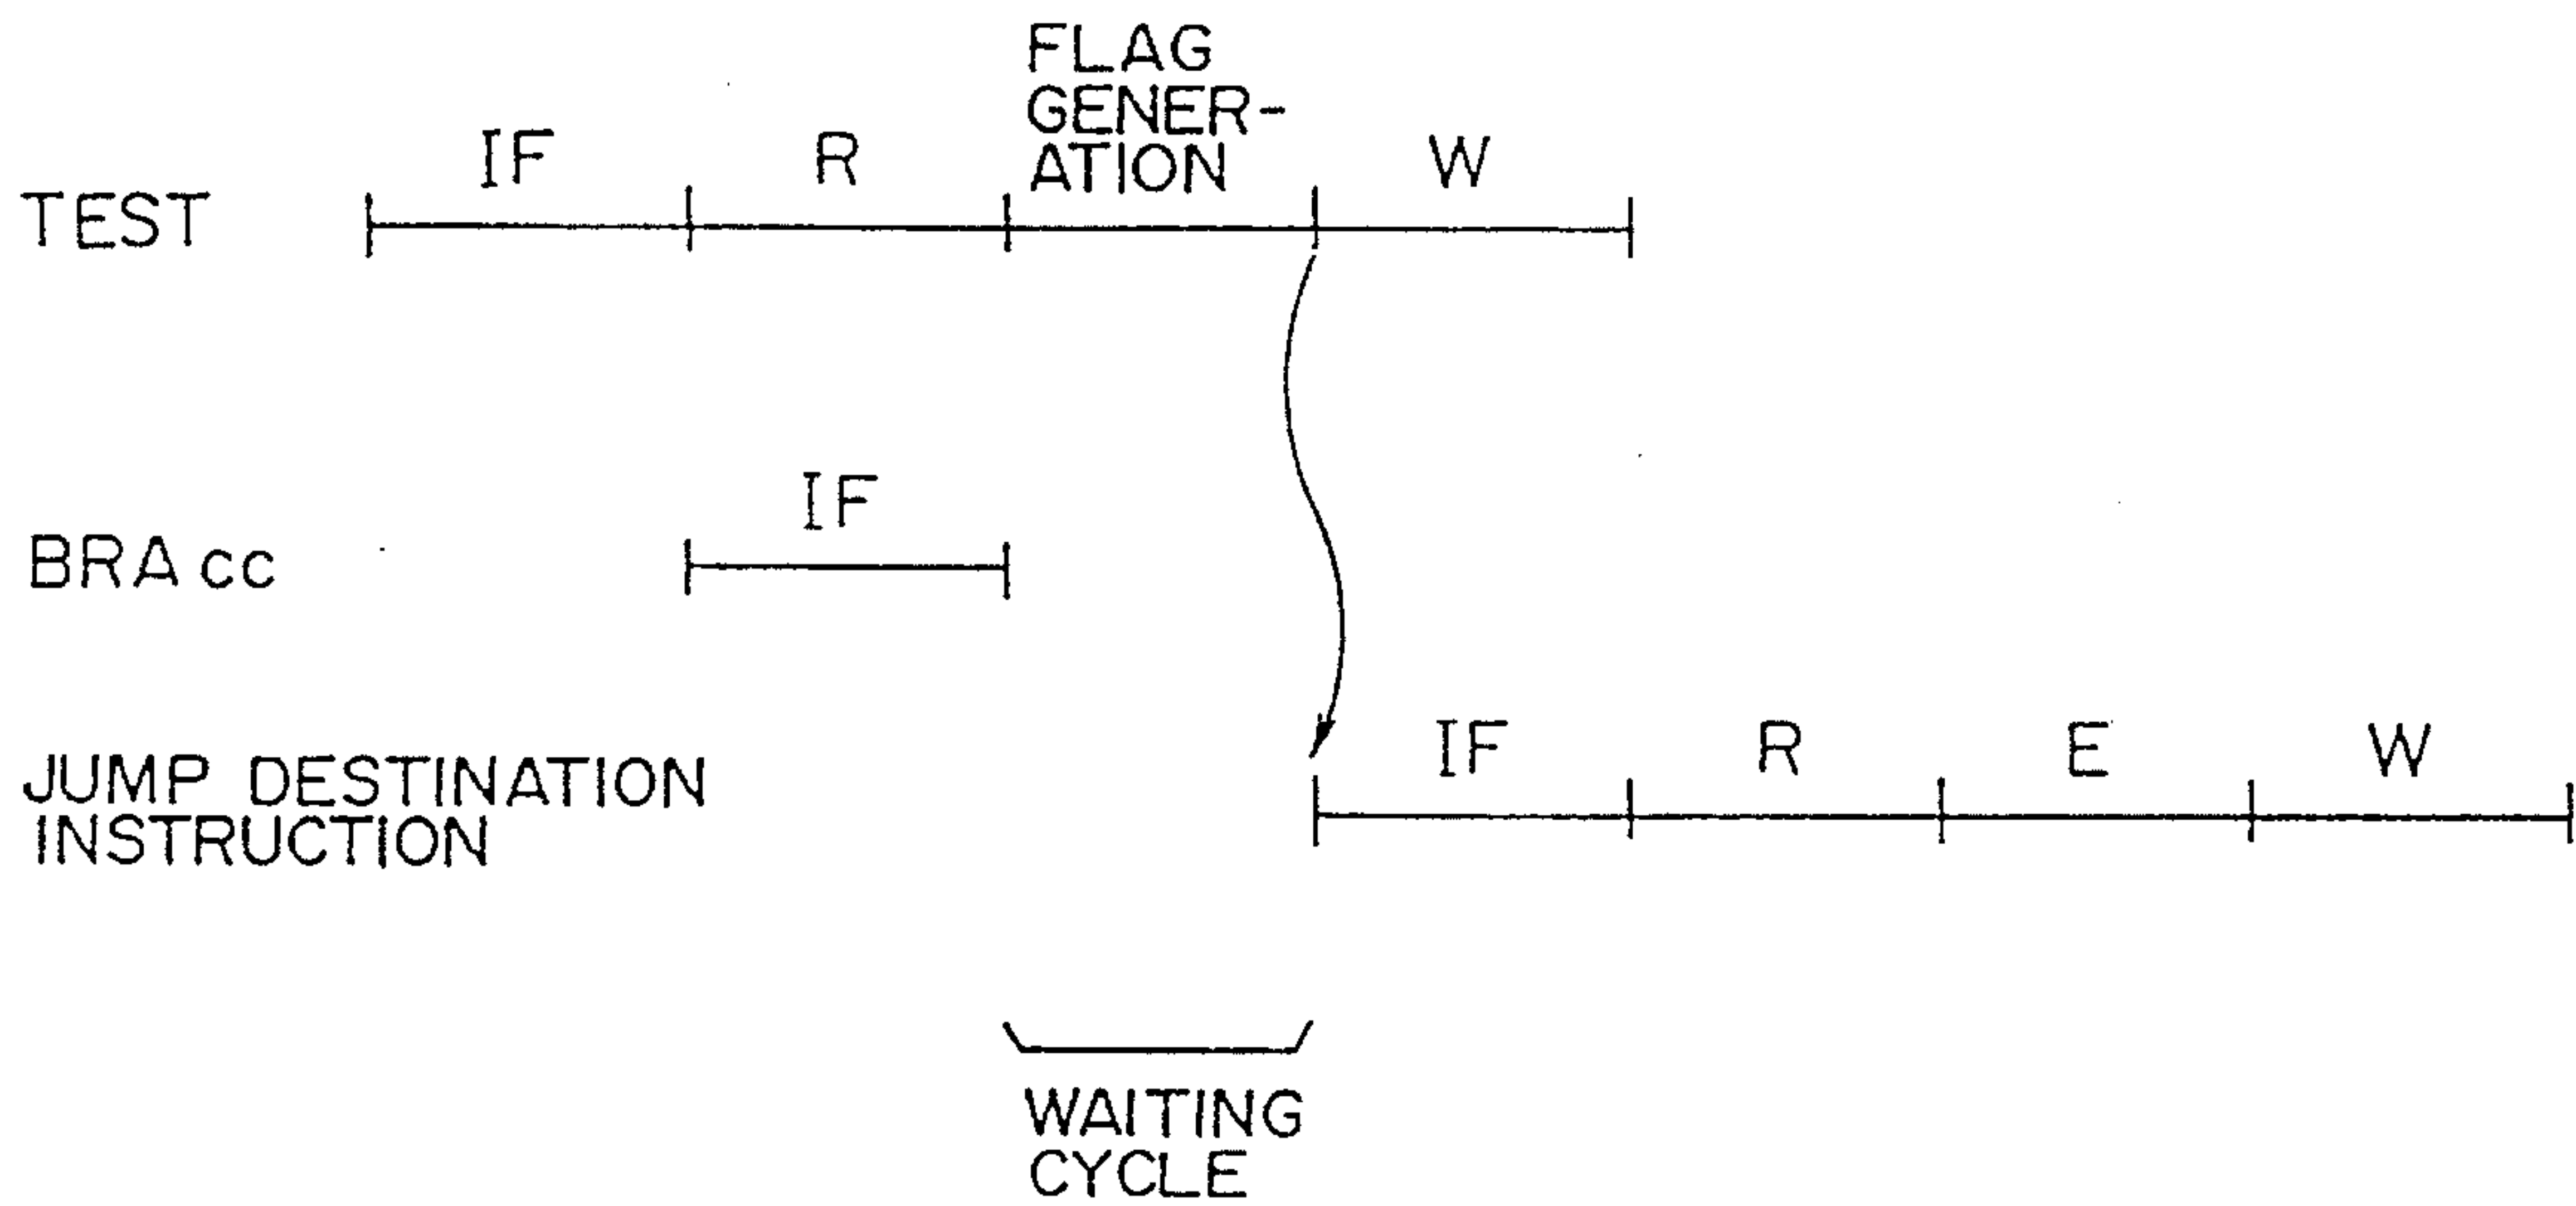 FLAG
GENER-
ATION
IF R W
TEST
IF
BRA cc
IF R E W
JUMP DESTINATION
INSTRUCTION
WAITING
CYCLE